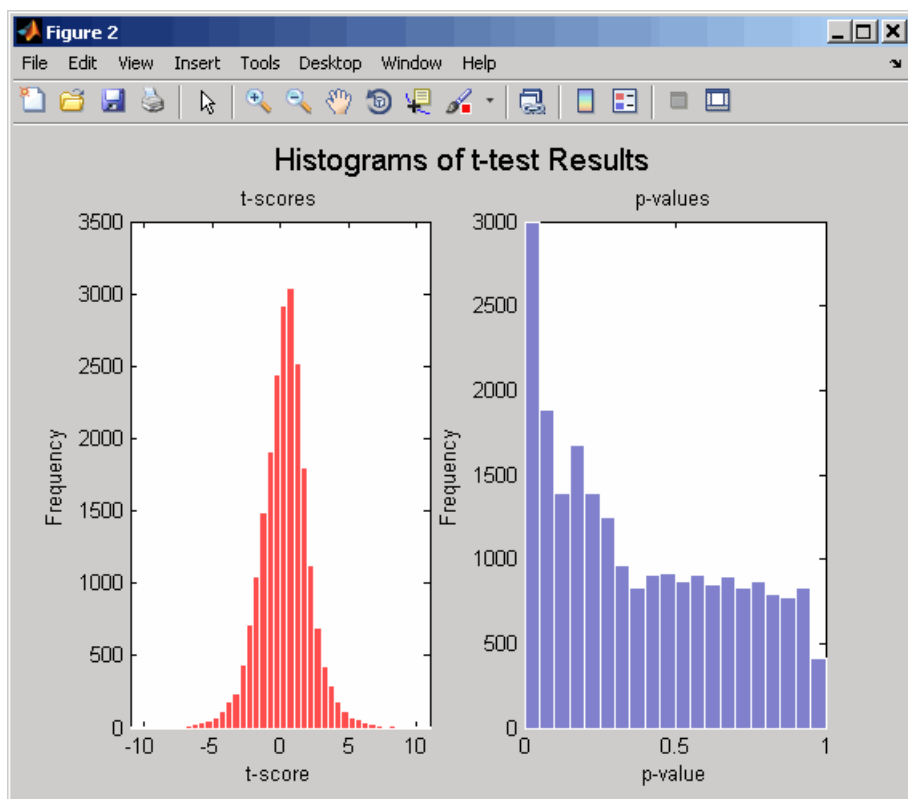 Figure 2
File Edit View Insert Tools Desktop Window Help
Histograms of t-test Results
t-scores
3500
3000
2500
2000
1500
1000
500
0
Frequency
-10 -5 0 5 10
t-score
p-values
3000
2500
2000
1500
1000
500
0
Frequency
0 0.5 1
p-value